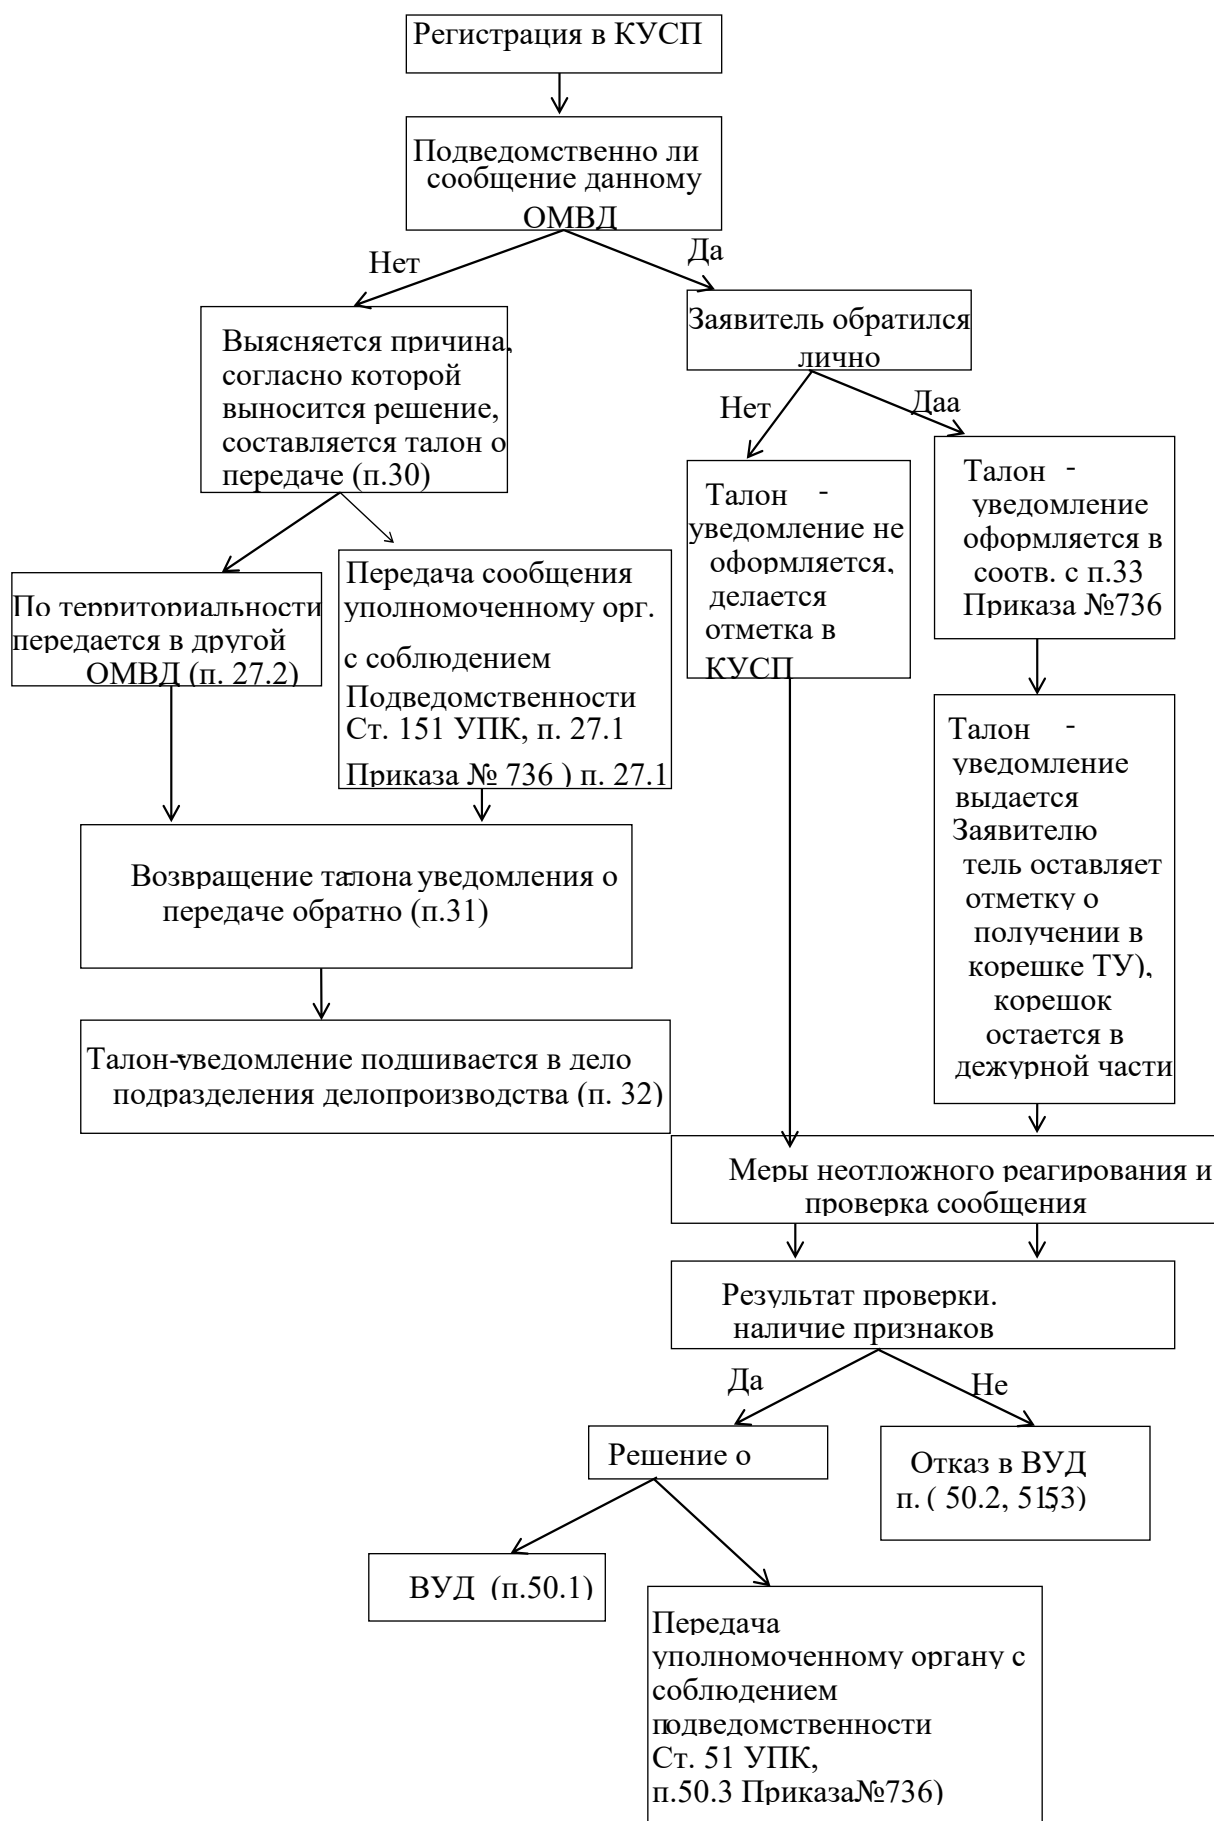 Регистрация в КУСП
Подведомственно ли
сообщение данному
ОМВД
Нет
Да
Выясняется причина,
согласно которой
выносится решение,
составляется талон о
передаче (п.30)
Заявитель обратился
лично
Нет
Даа
По территориальности
передается в другой
ОМВД (п. 27.2)
Передача сообщения
уполномоченному орг.
с соблюдением
Подведомственности
Ст. 151 УПК, п. 27.1
Приказа № 736 ) п. 27.1
Талон -
уведомление не
оформляется,
делается
отметка в
КУСП
Талон -
уведомление
оформляется в
соотв. с п.33
Приказа №736
Талон -
уведомление
выдается
Заявителю
тель оставляет
отметку о
получении в
корешке ТУ),
корешок
остается в
дежурной части
Возвращение талона уведомления о
передаче обратно (п.31)
Талон-уведомление подшивается в дело
подразделения делопроизводства (п. 32)
Меры неотложного реагирования и
проверка сообщения
Результат проверки.
наличие признаков
Да
Не
Решение о
Отказ в ВУД
п. ( 50.2, 51,53)
ВУД (п.50.1)
Передача
уполномоченному органу с
соблюдением
подведомственности
Ст. 51 УПК,
п.50.3 Приказа№736)